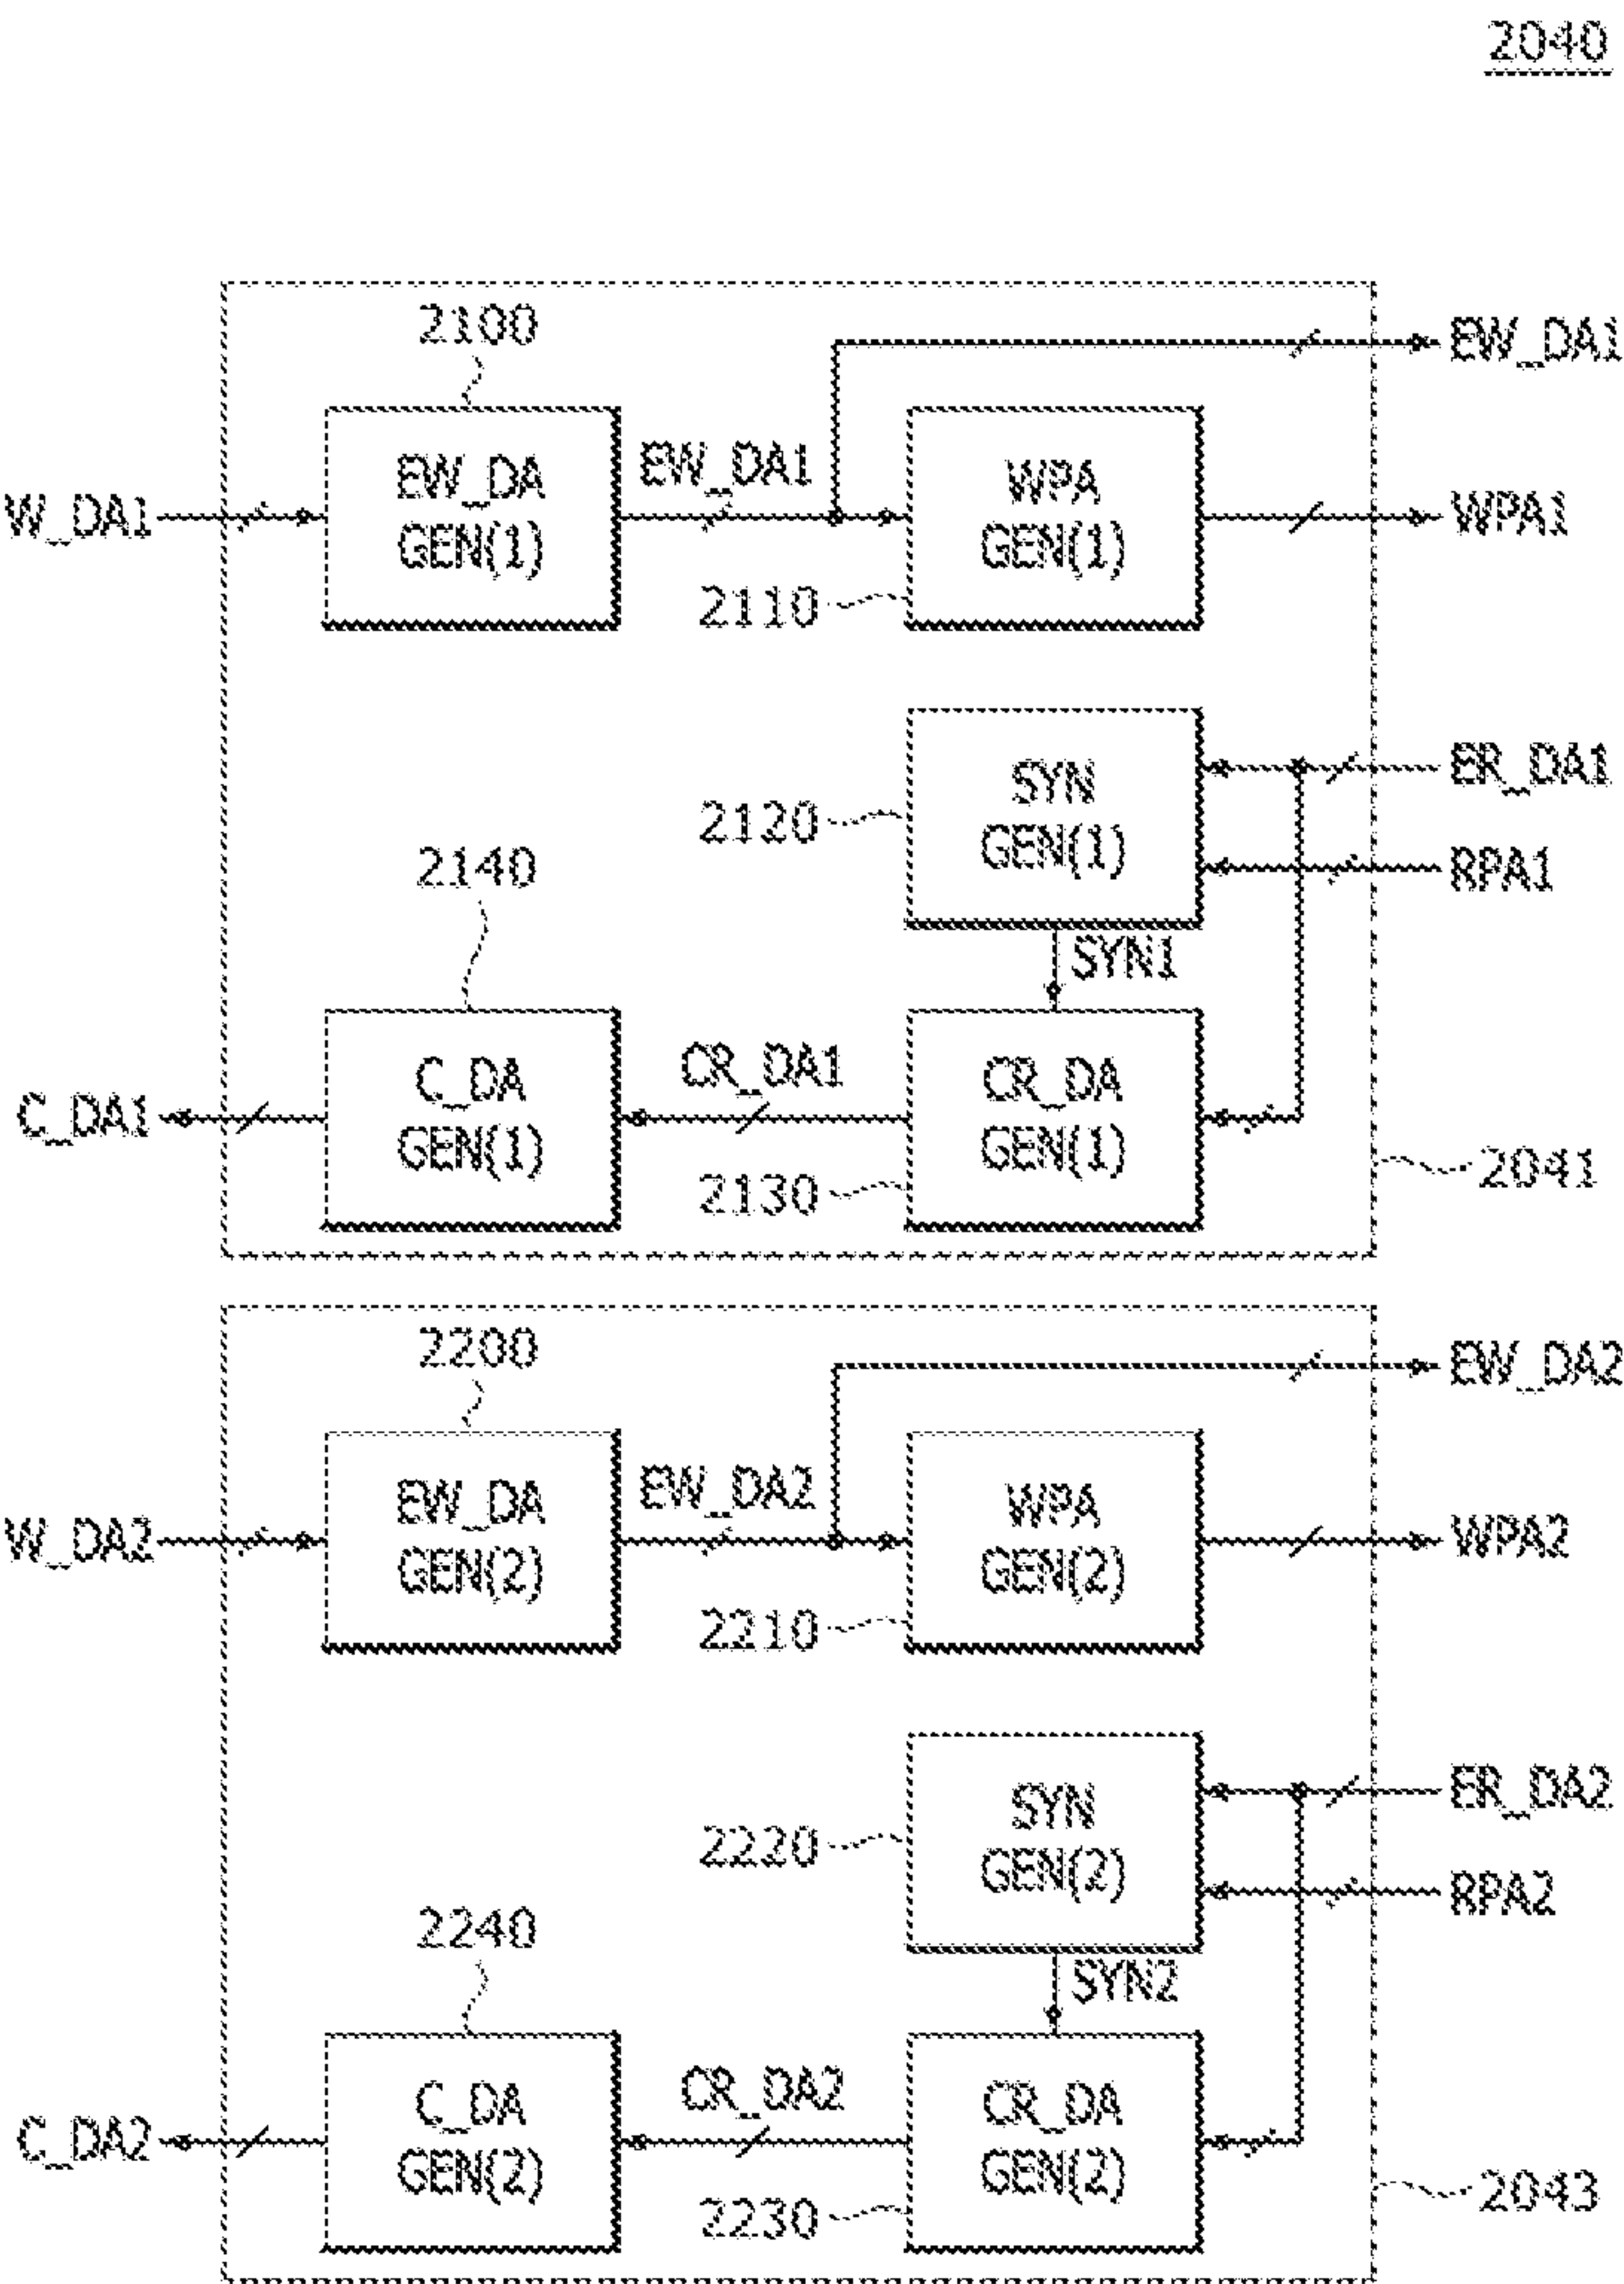 2040
2100
EW_DA1
EW_DA
GEN(1)
EW_DA1
WPA
GEN(1)
W_DA1
WPA1
2110
SYN
GEN(1)
ER_DA1
2120
RPA1
2140
SYN1
C_DA
GEN(1)
CR_DA1
CR_DA
GEN(1)
C_DA1
2130
2041
2200
EW_DA2
EW_DA
GEN(2)
EW_DA2
WPA
GEN(2)
W_DA2
WPA2
2210
SYN
GEN(2)
ER_DA2
2220
RPA2
2240
SYN2
C_DA
GEN(2)
CR_DA2
CR_DA
GEN(2)
C_DA2
2230
2043